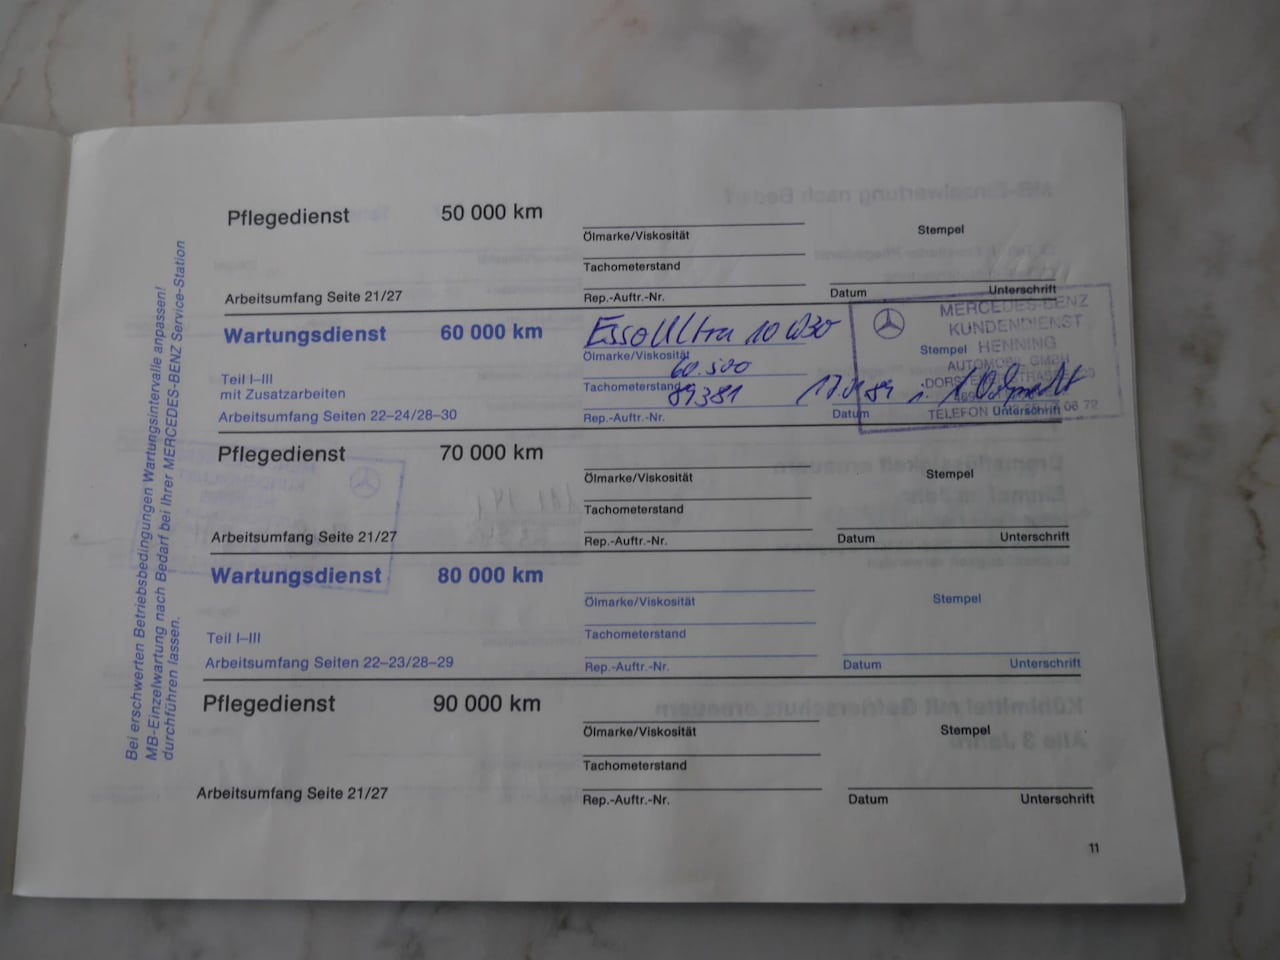 Pflegedienst 50 000 km
Ölmarke/Viskosität
Stempel
Tachometerstand
Arbeitsumfang Seite 21/27
Rep.-Auftr.-Nr.
Datum
Unterschrift
Wartungsdienst 60 000 km
Esso Ultra 10W30
Ölmarke/Viskosität
60.500
Teil I–III
mit Zusatzarbeiten
Tachometerstand
89381
Arbeitsumfang Seiten 22–24/28–30
Rep.-Auftr.-Nr.
Datum
Stempel
Unterschrift
MERCEDES-BENZ
KUNDENDIENST
HENNING
AUTOMOBIL GMBH
TELEFON
06 72
Pflegedienst 70 000 km
Ölmarke/Viskosität
Stempel
Tachometerstand
Arbeitsumfang Seite 21/27
Rep.-Auftr.-Nr.
Datum
Unterschrift
Wartungsdienst 80 000 km
Ölmarke/Viskosität
Stempel
Teil I–III
Tachometerstand
Arbeitsumfang Seiten 22–23/28–29
Rep.-Auftr.-Nr.
Datum
Unterschrift
Pflegedienst 90 000 km
Ölmarke/Viskosität
Stempel
Tachometerstand
Arbeitsumfang Seite 21/27
Rep.-Auftr.-Nr.
Datum
Unterschrift
11
Bei erschwerten Betriebsbedingungen Wartungsintervalle anpassen!
MB-Einzelwartung nach Bedarf bei Ihrer MERCEDES-BENZ Service-Station
durchführen lassen.